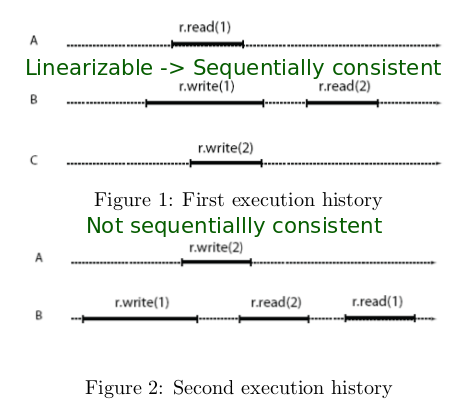 r.read(1)
A
Linearizable -> Sequentially consistent
r.write(1) r.read(2)
B
r.write(2)
C
Figure 1: First execution history
Not sequentiallly consistent
r.write(2)
A
r.write(1) r.read(2) r.read(1)
B
Figure 2: Second execution history